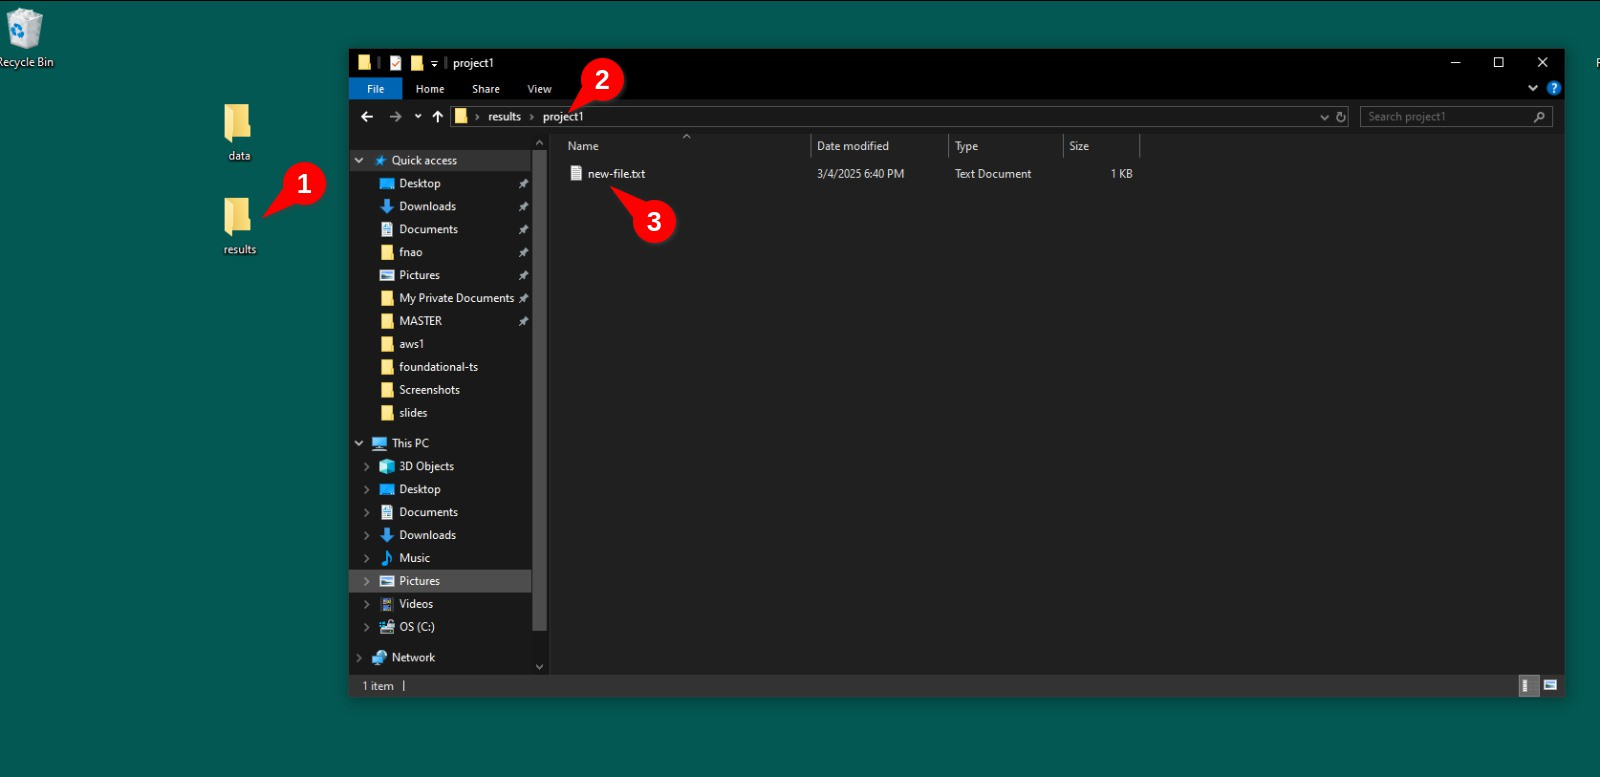 Recycle Bin
data
1
results
project1
File
Home
Share
View
2
?
results
project1
Search project1
Name
Date modified
Type
Size
new-file.txt
3/4/2025 6:40 PM
Text Document
1 KB
3
Quick access
Desktop
Downloads
Documents
fnao
Pictures
My Private Documents
MASTER
aws1
foundational-ts
Screenshots
slides
This PC
3D Objects
Desktop
Documents
Downloads
Music
Pictures
Videos
OS (C:)
Network
1 item